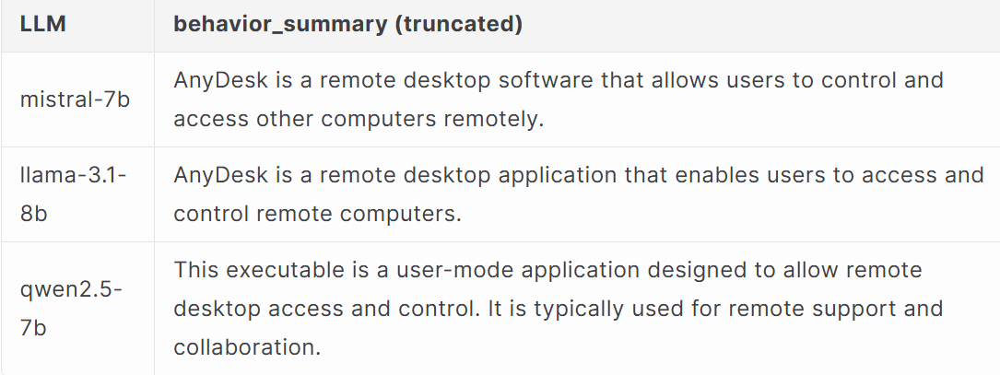 LLM
behavior_summary (truncated)
mistral-7b
AnyDesk is a remote desktop software that allows users to control and
access other computers remotely.
llama-3.1-
8b
AnyDesk is a remote desktop application that enables users to access and
control remote computers.
qwen2.5-
7b
This executable is a user-mode application designed to allow remote
desktop access and control. It is typically used for remote support and
collaboration.